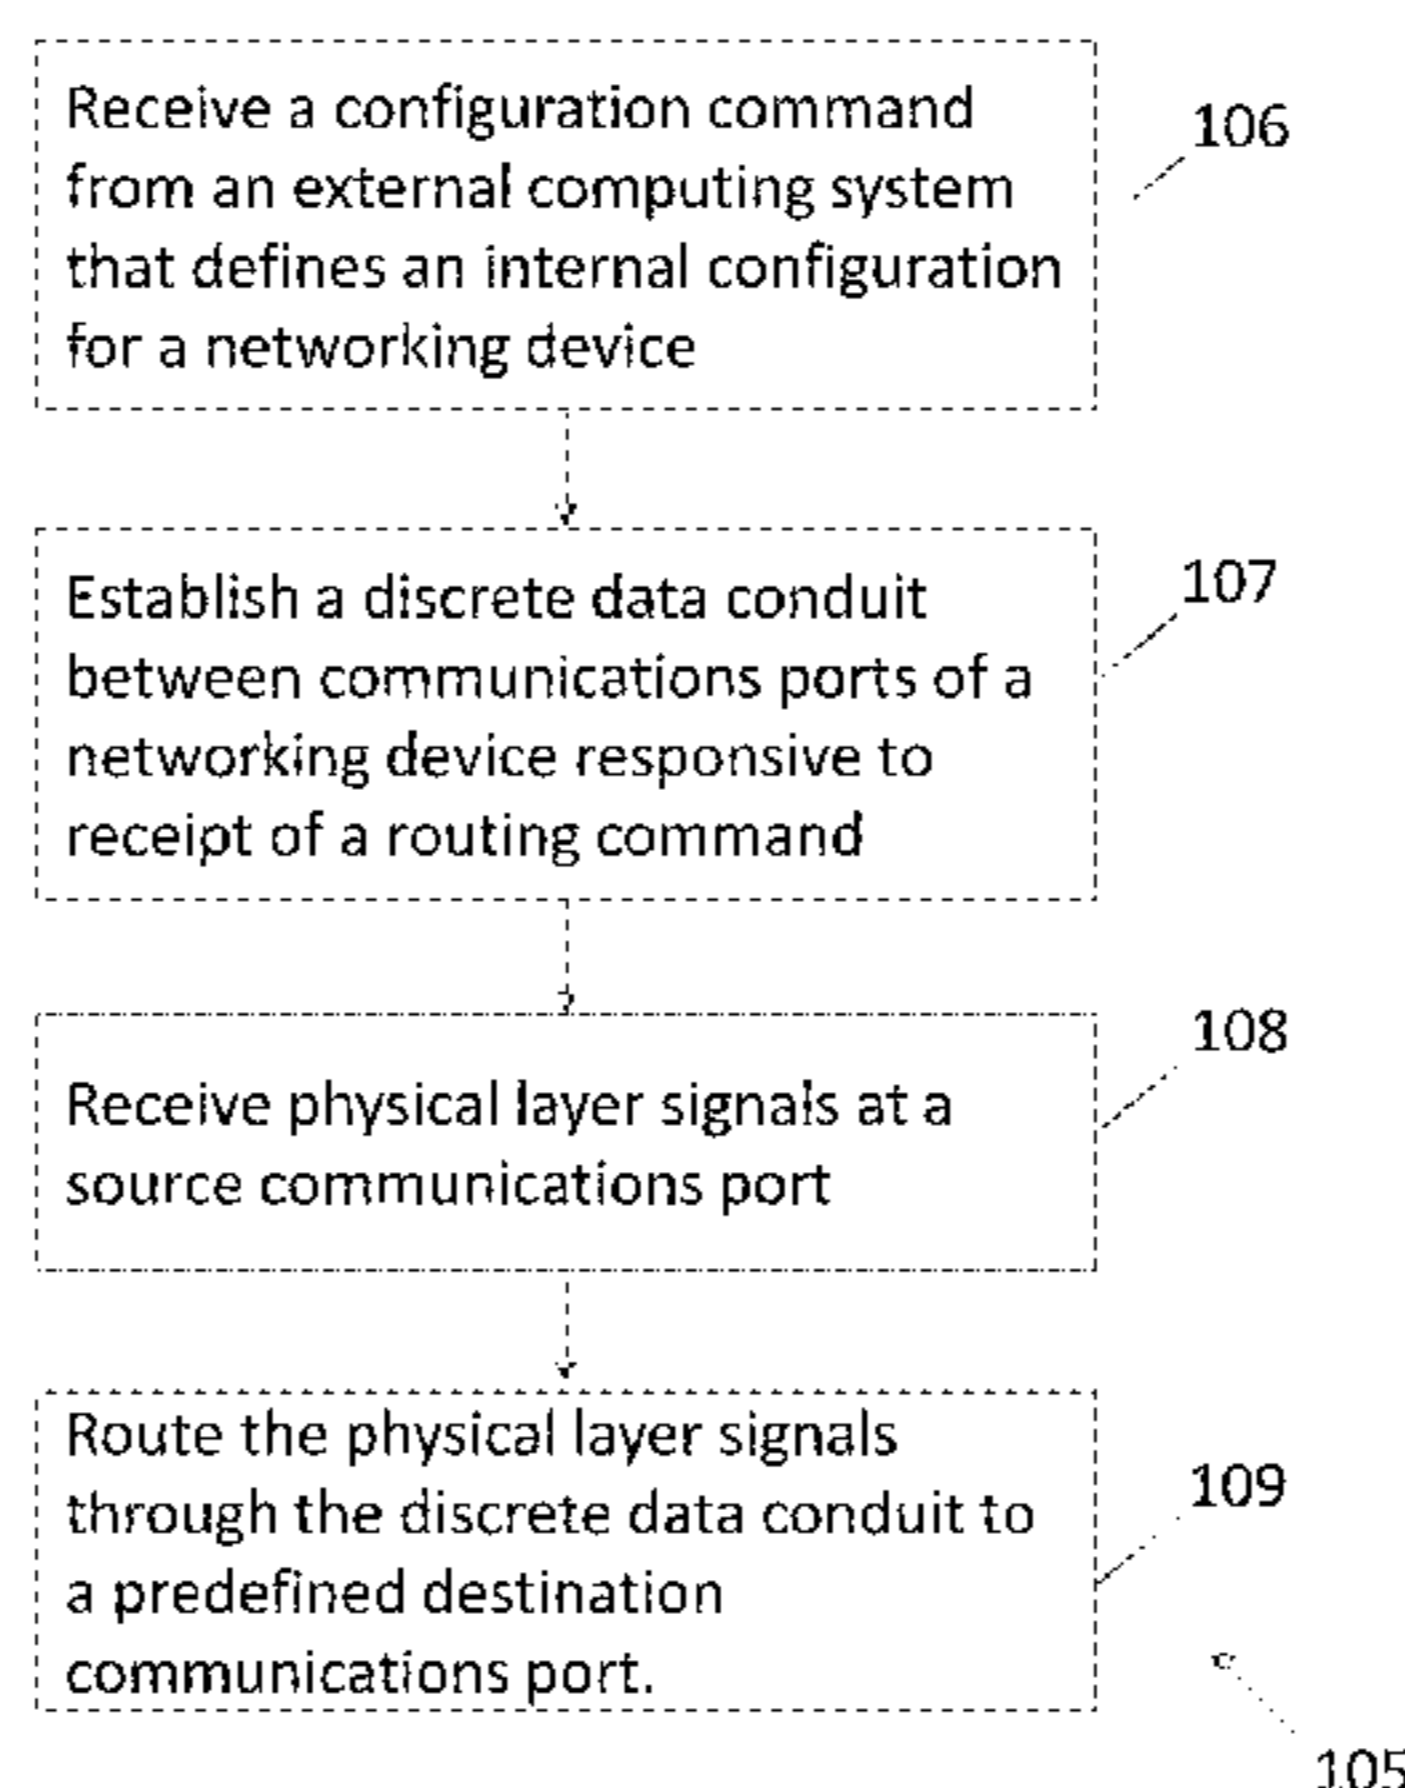 Receive a configuration command
106
from an external computing system
that defines an internal configuration
for a networking device
Establish a discrete data conduit
107
between communications ports of a
networking device responsive to
receipt of a routing command
108
Receive physical layer signals at a
source communications port
Route the physical layer signals
109
through the discrete data conduit to
a predefined destination
communications port.
105